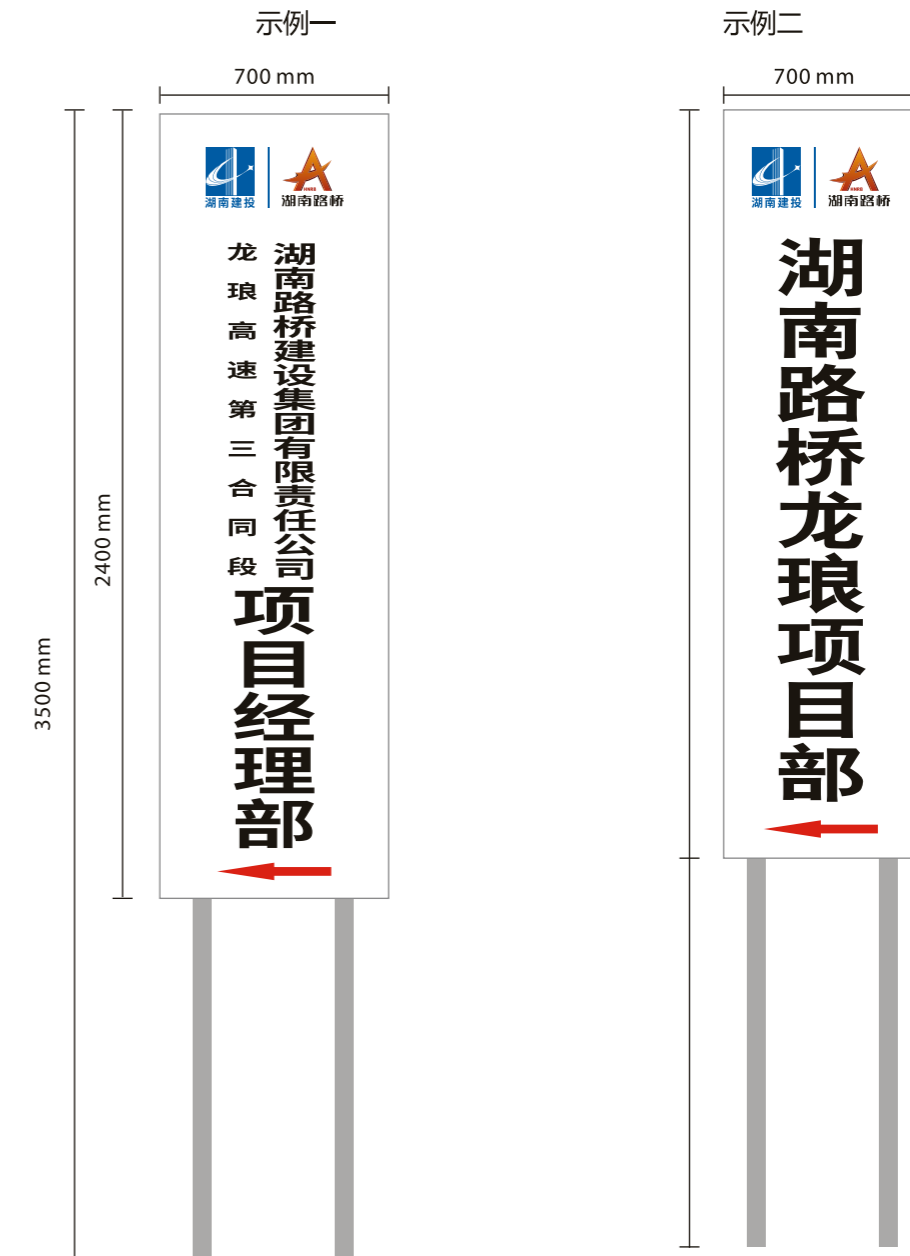 示例一
700 mm
湖南建投
HNRB
湖南路桥
湖南路桥建设集团有限责任公司
龙琅高速第三合同段
项目经理部
2400 mm
3500 mm
示例二
700 mm
湖南建投
HNRB
湖南路桥
湖南路桥龙琅项目部